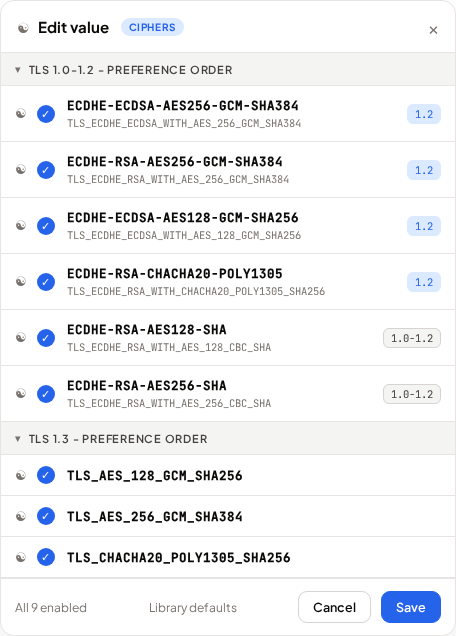 ☯ Edit value CIPHERS ×
▾ TLS 1.0–1.2 – PREFERENCE ORDER
☯ ✓ ECDHE-ECDSA-AES256-GCM-SHA384 1.2
TLS_ECDHE_ECDSA_WITH_AES_256_GCM_SHA384
☯ ✓ ECDHE-RSA-AES256-GCM-SHA384 1.2
TLS_ECDHE_RSA_WITH_AES_256_GCM_SHA384
☯ ✓ ECDHE-ECDSA-AES128-GCM-SHA256 1.2
TLS_ECDHE_ECDSA_WITH_AES_128_GCM_SHA256
☯ ✓ ECDHE-RSA-CHACHA20-POLY1305 1.2
TLS_ECDHE_RSA_WITH_CHACHA20_POLY1305_SHA256
☯ ✓ ECDHE-RSA-AES128-SHA 1.0–1.2
TLS_ECDHE_RSA_WITH_AES_128_CBC_SHA
☯ ✓ ECDHE-RSA-AES256-SHA 1.0–1.2
TLS_ECDHE_RSA_WITH_AES_256_CBC_SHA
▾ TLS 1.3 – PREFERENCE ORDER
☯ ✓ TLS_AES_128_GCM_SHA256
☯ ✓ TLS_AES_256_GCM_SHA384
☯ ✓ TLS_CHACHA20_POLY1305_SHA256
All 9 enabled Library defaults Cancel Save